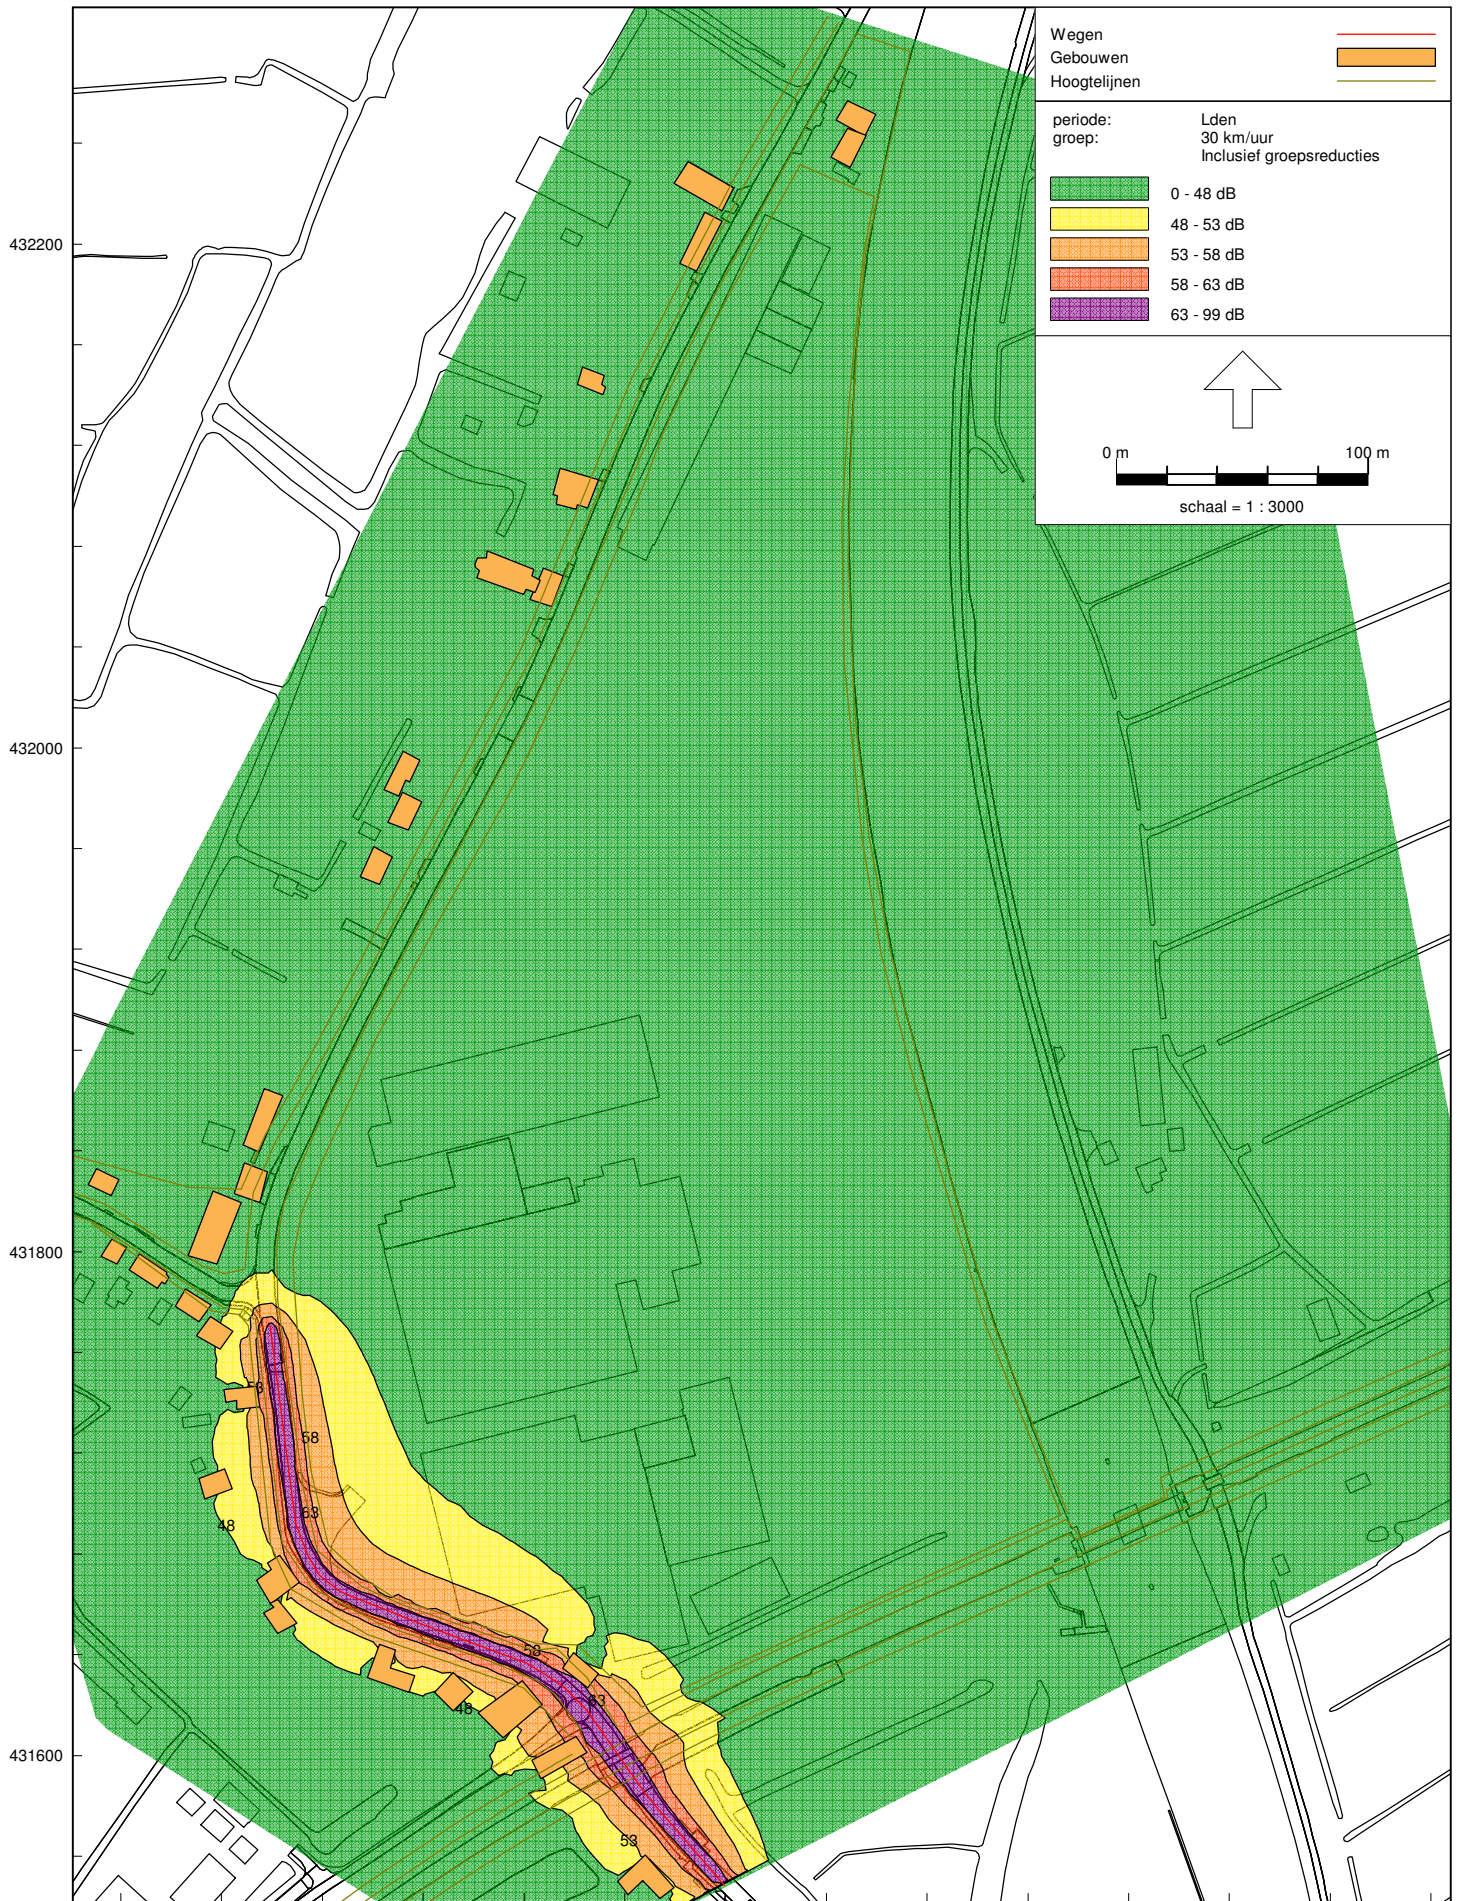 Wegen
Gebouwen
Hoogtelijnen
periode: Lden
groep: 30 km/uur
Inclusief groepsreducties
0 - 48 dB
48 - 53 dB
53 - 58 dB
58 - 63 dB
63 - 99 dB
0 m 100 m
schaal = 1 : 3000
432200
432000
431800
53
58
63
48
58
63
48
431600
53